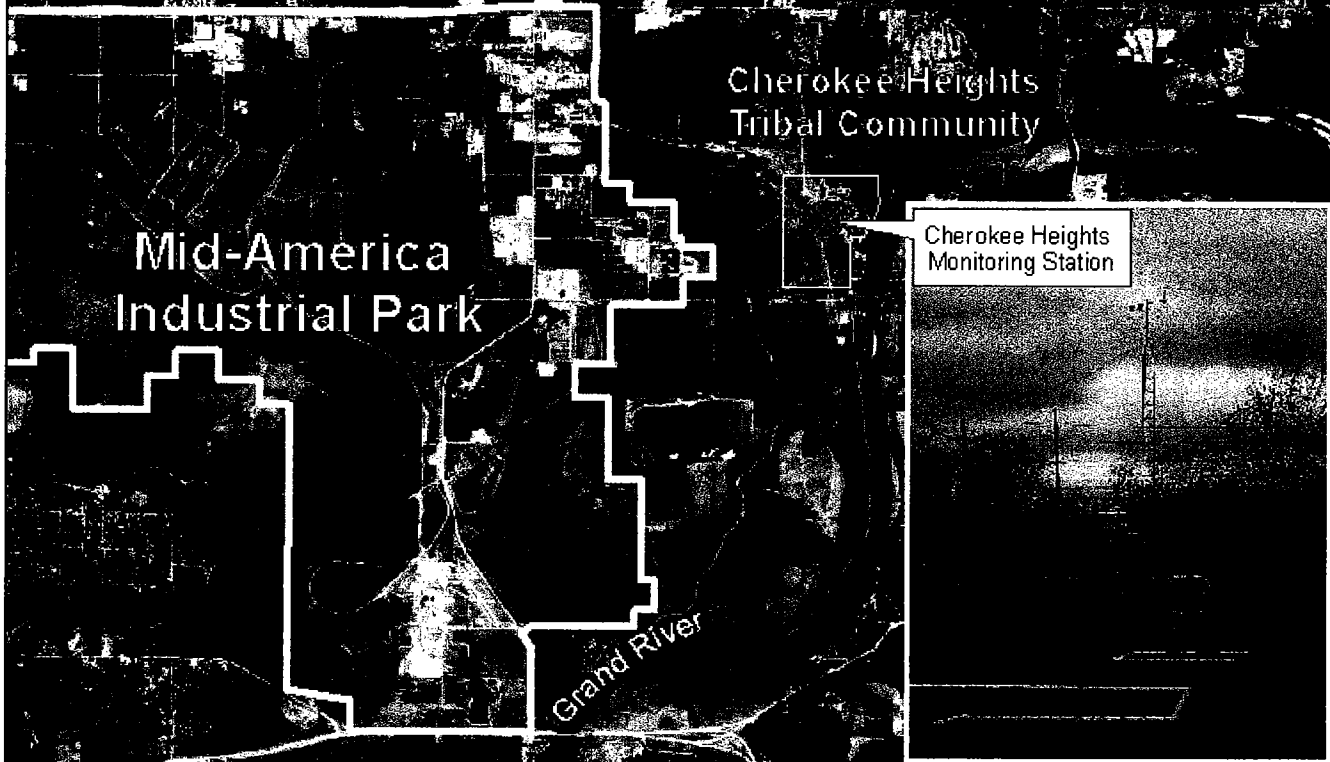 Cherokee Heights
Tribal Community
Mid-America
Industrial Park
Cherokee Heights
Monitoring Station
Grand River